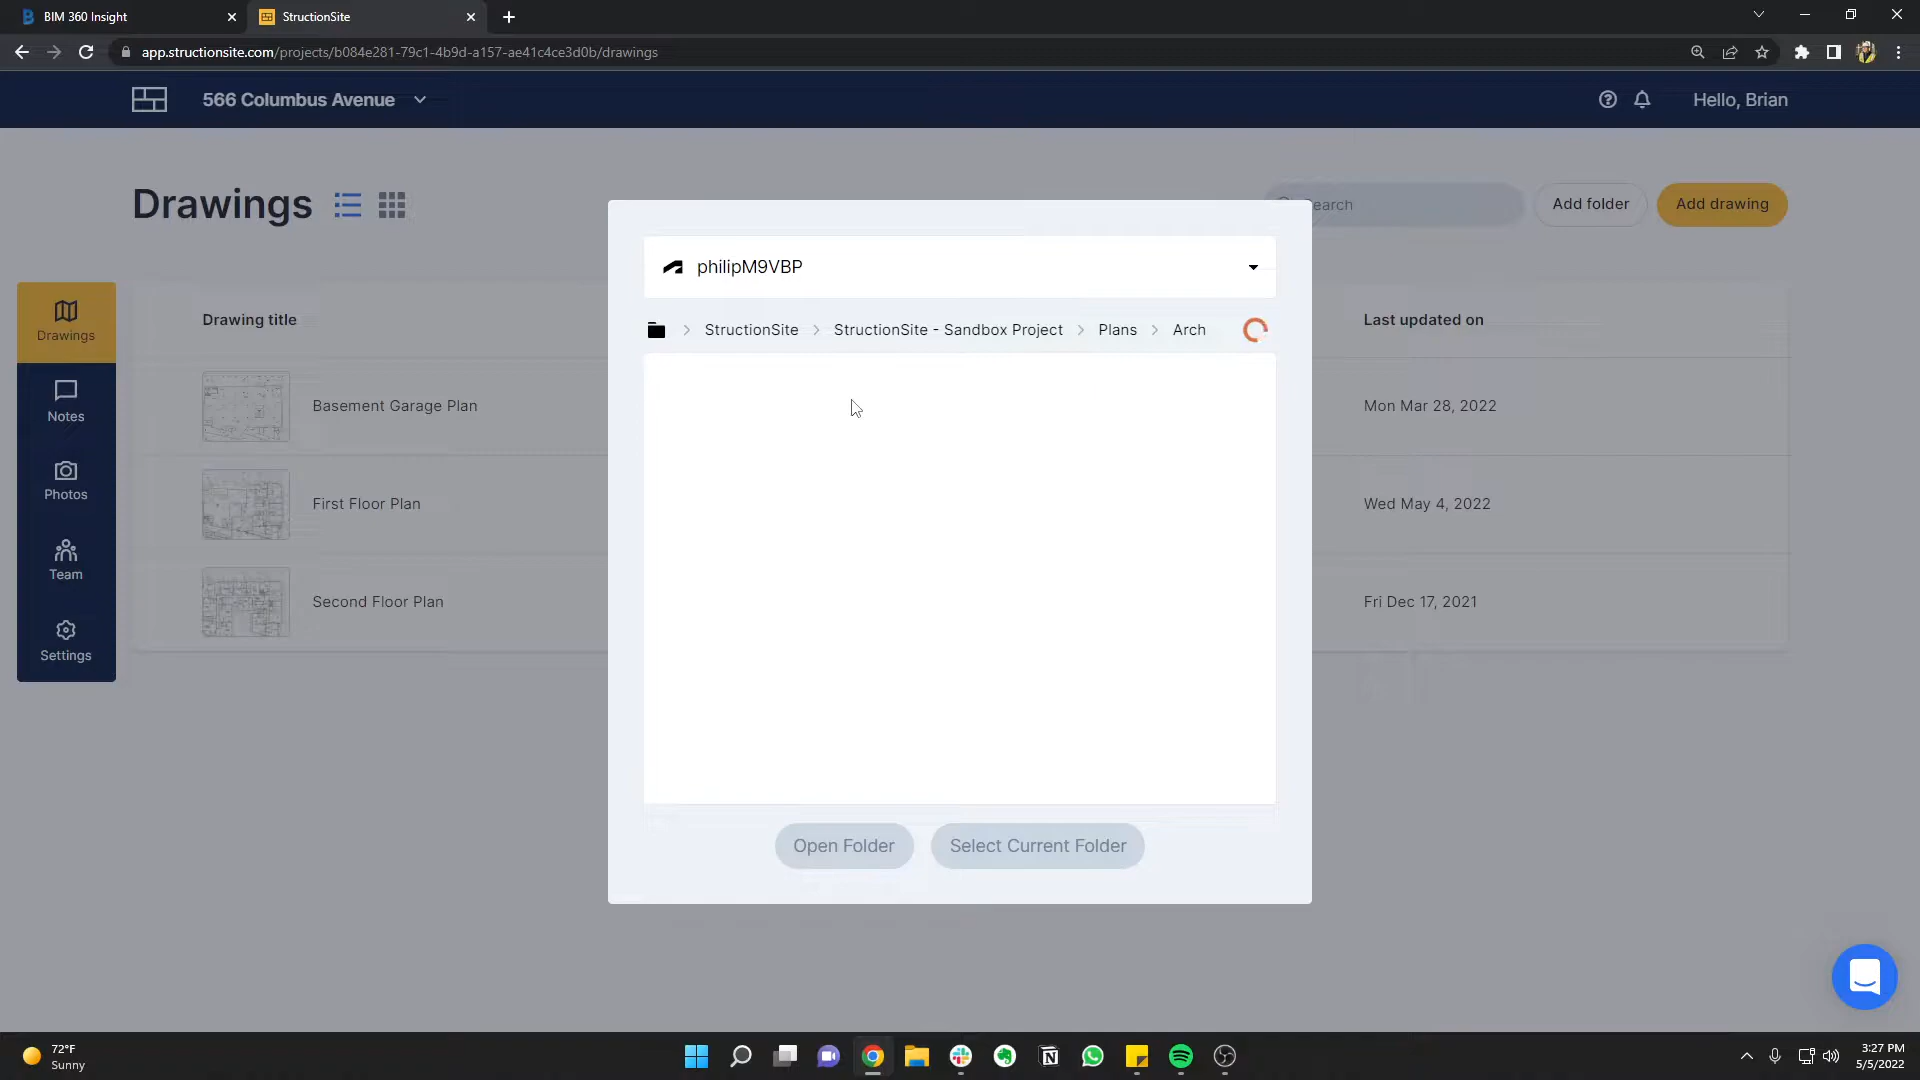 BIM 360 Insight
StructionSite
app.structionsite.com/projects/b084e281-79c1-4b9d-a157-ae41c4ce3d0b/drawings
566 Columbus Avenue
Hello, Brian
Drawings
Search
Add folder
Add drawing
philipM9VBP
StructionSite > StructionSite - Sandbox Project > Plans > Arch
Drawing title
Last updated on
Drawings
Basement Garage Plan
Mon Mar 28, 2022
Notes
Photos
First Floor Plan
Wed May 4, 2022
Team
Second Floor Plan
Fri Dec 17, 2021
Settings
Open Folder
Select Current Folder
72°F
Sunny
3:27 PM
5/5/2022